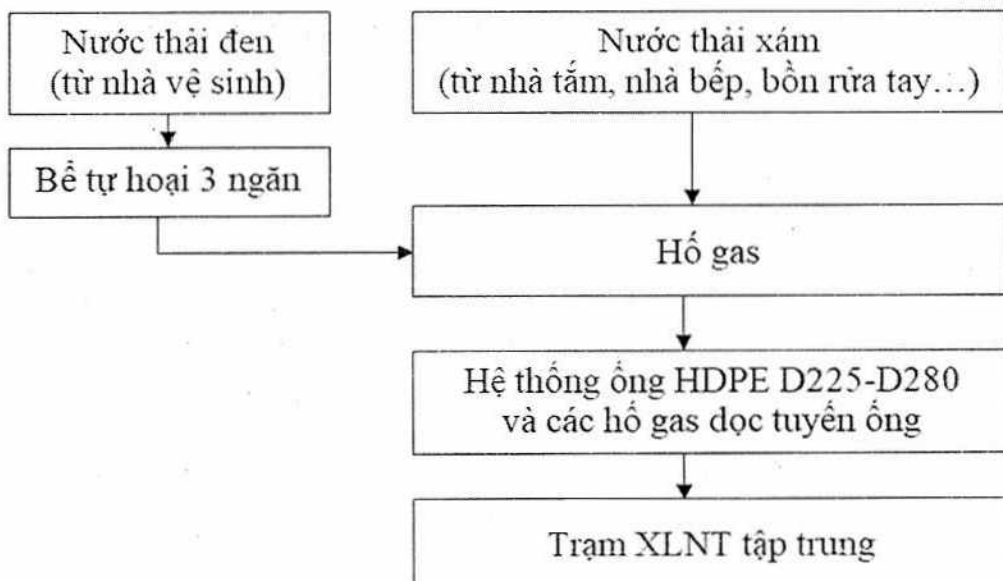 Nước thải đen
(từ nhà vệ sinh)
Nước thải xám
(từ nhà tắm, nhà bếp, bồn rửa tay…)
Bể tự hoại 3 ngăn
Hố gas
Hệ thống ống HDPE D225-D280
và các hố gas dọc tuyến ống
Trạm XLNT tập trung